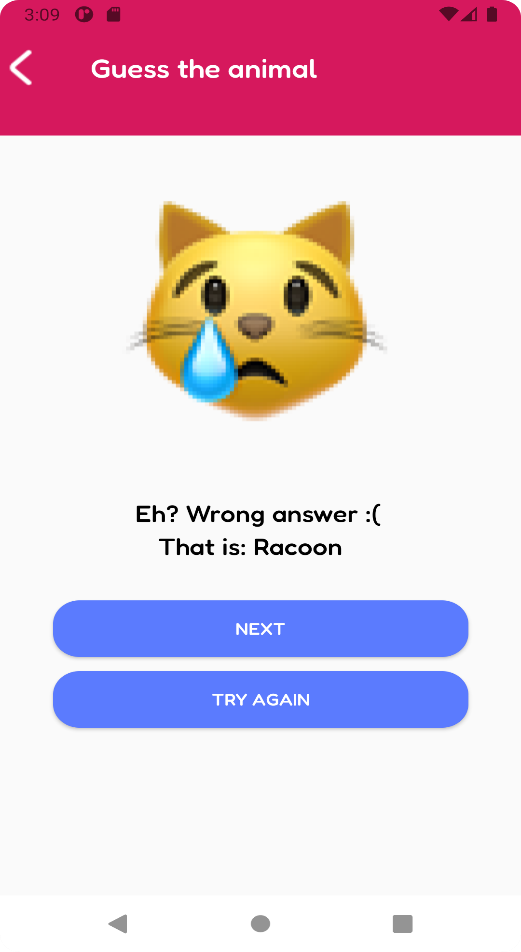 3:09
Guess the animal
Eh? Wrong answer :(
That is: Racoon
NEXT
TRY AGAIN